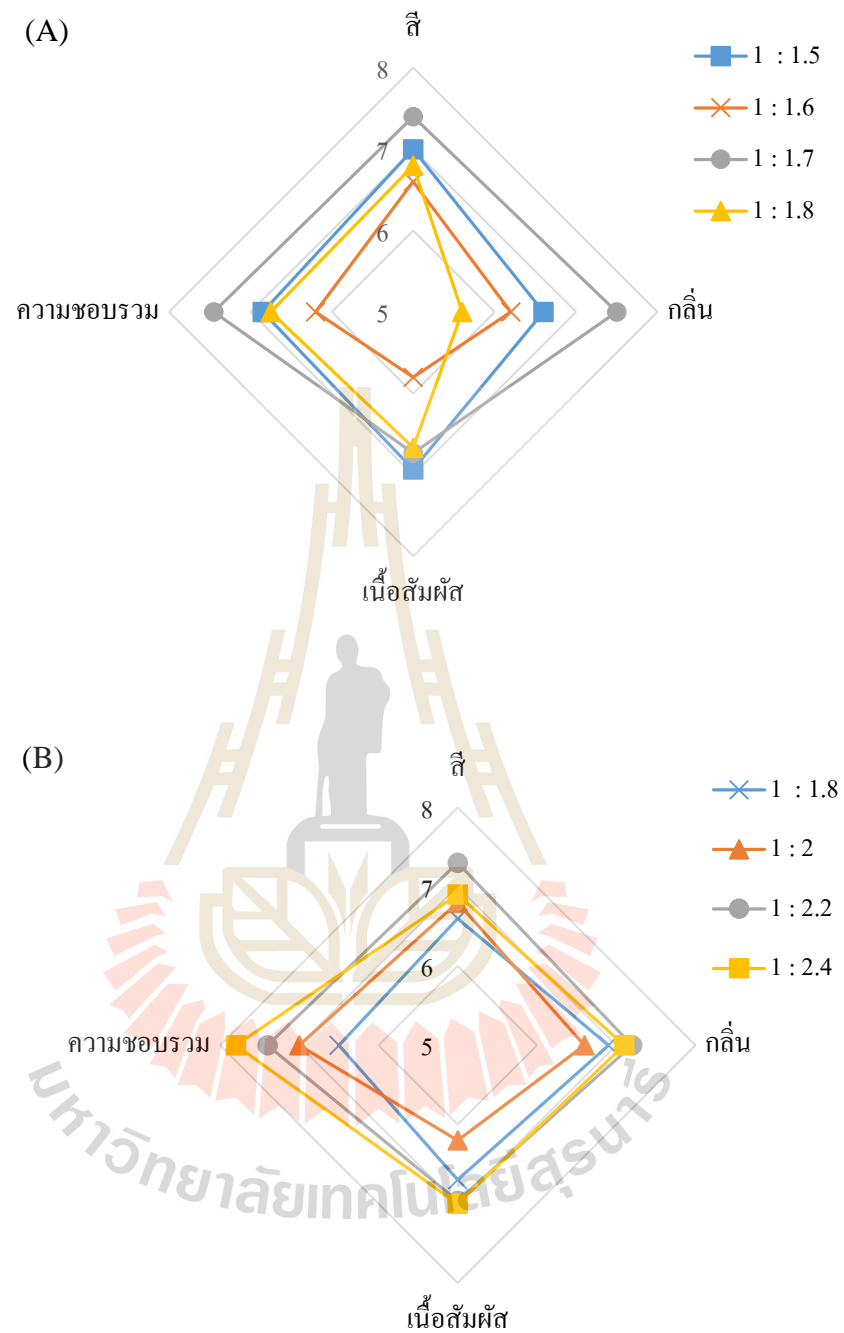 (A)
สี
8
7
6
5
ความชอบรวม
กลิ่น
เนื้อสัมผัส
1 : 1.5
1 : 1.6
1 : 1.7
1 : 1.8
(B)
สี
8
7
6
5
ความชอบรวม
กลิ่น
เนื้อสัมผัส
1 : 1.8
1 : 2
1 : 2.2
1 : 2.4
มหาวิทยาลัยเทคโนโลยีสุรนารี